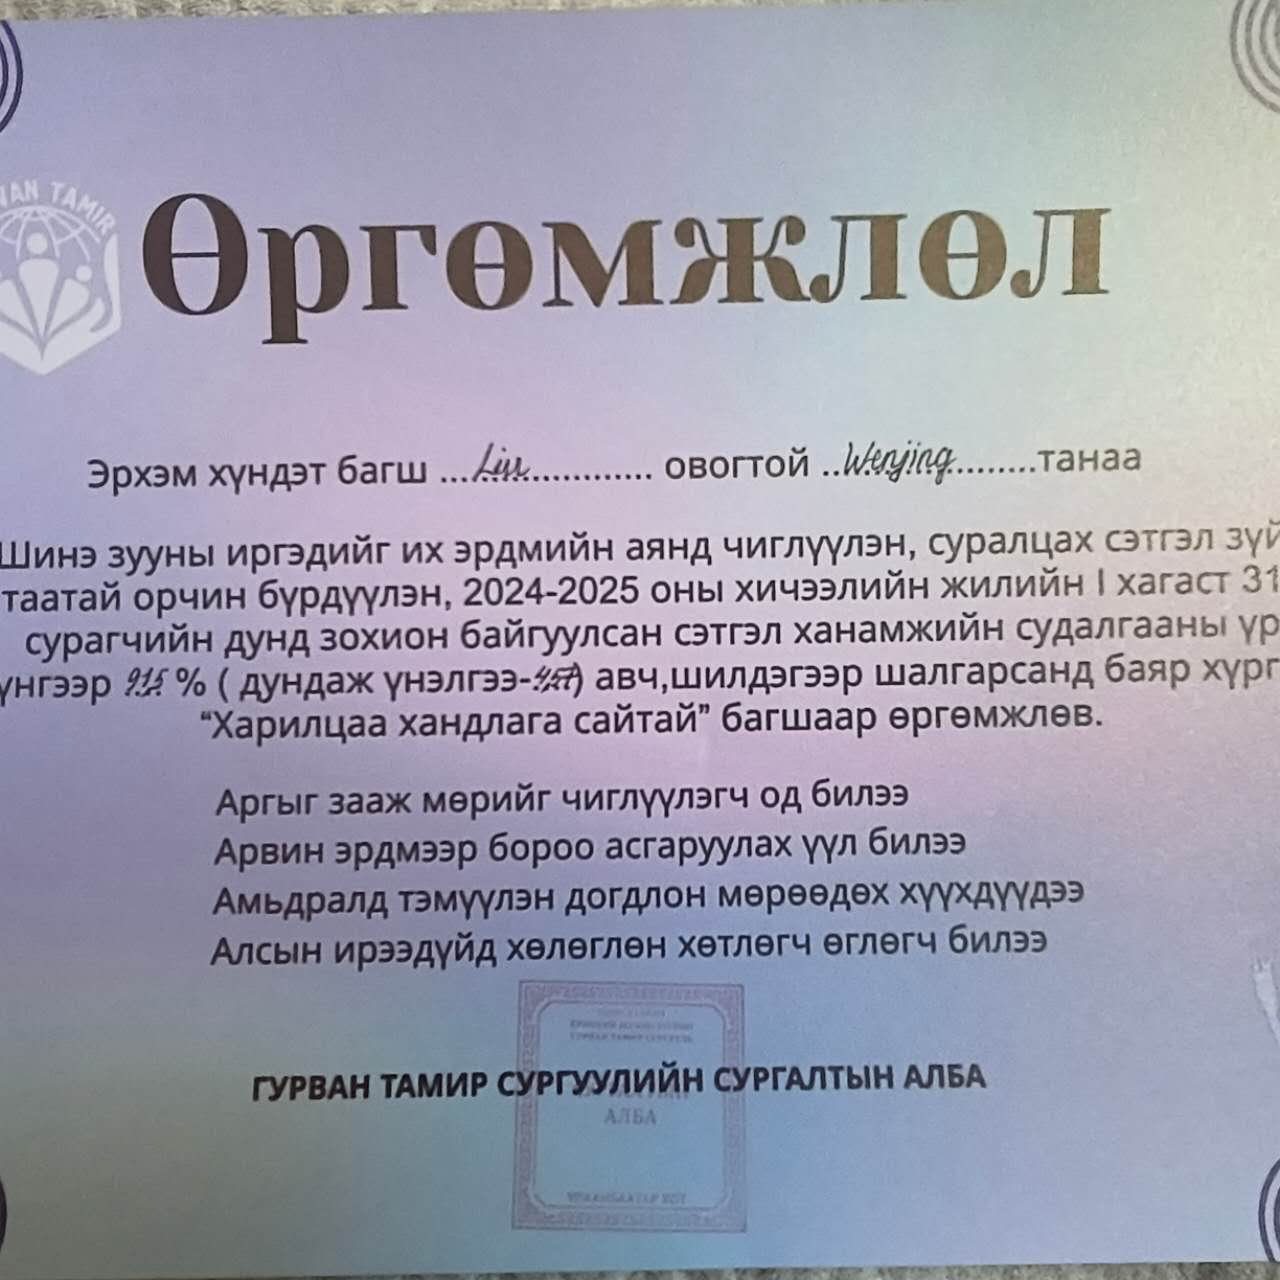 TAMIR
Өргөмжлөл
Эрхэм хүндэт багш ...Liu............. овогтой ..Wenjing.........танаа
Шинэ зууны иргэдийг их эрдмийн аянд чиглүүлэн, суралцах сэтгэл зүй
таатай орчин бүрдүүлэн, 2024-2025 оны хичээлийн жилийн I хагаст 31
сурагчийн дунд зохион байгуулсан сэтгэл ханамжийн судалгааны үр
үнгээр % ( дундаж үнэлгээ- ) авч,шилдэгээр шалгарсанд баяр хүрг
“Харилцаа хандлага сайтай” багшаар өргөмжлөв.
Аргыг зааж мөрийг чиглүүлэгч од билээ
Арвин эрдмээр бороо асгаруулах үүл билээ
Амьдралд тэмүүлэн догдлон мөрөөдөх хүүхдүүдээ
Алсын ирээдүйд хөлөглөн хөтлөгч өглөгч билээ
ГУРВАН ТАМИР СУРГУУЛИЙН СУРГАЛТЫН АЛБА
АЛБА